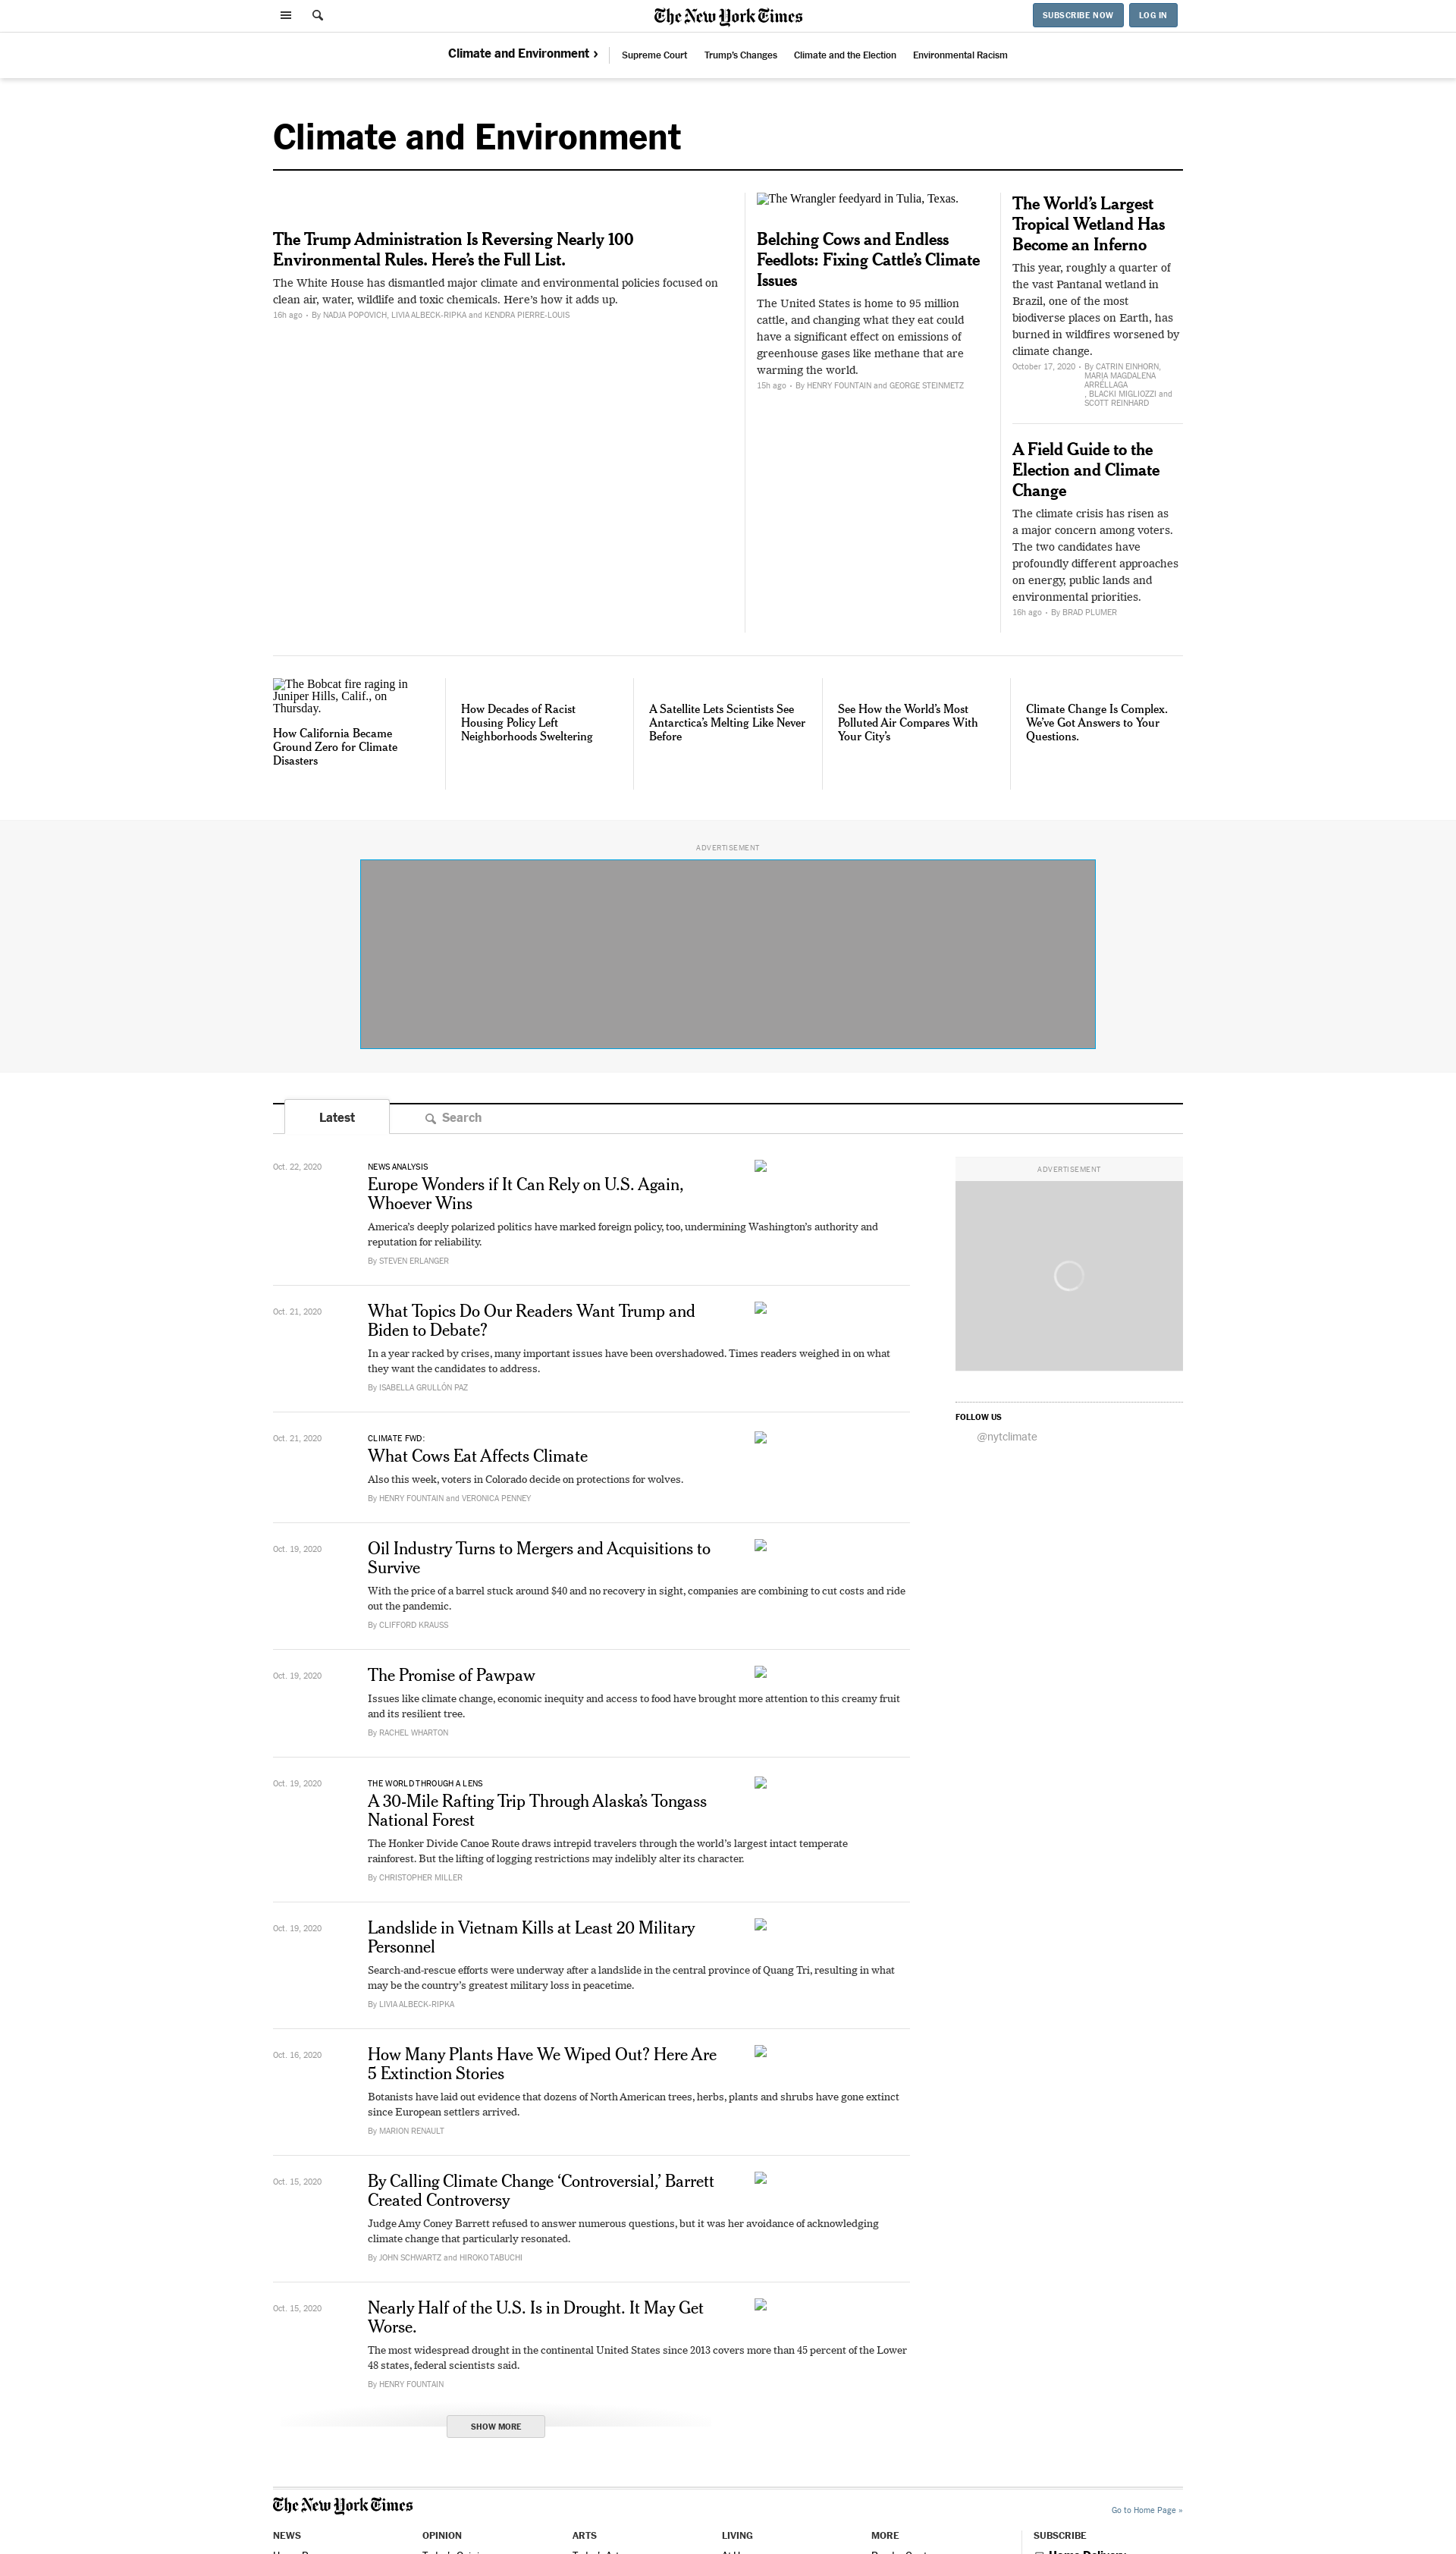 The New York Times
SUBSCRIBE NOW
LOG IN
Climate and Environment ›
Supreme Court
Trump's Changes
Climate and the Election
Environmental Racism
Climate and Environment
The Trump Administration Is Reversing Nearly 100
Environmental Rules. Here's the Full List.
The White House has dismantled major climate and environmental policies focused on
clean air, water, wildlife and toxic chemicals. Here's how it adds up.
16h ago • By NADJA POPOVICH, LIVIA ALBECK-RIPKA and KENDRA PIERRE-LOUIS
The Wrangler feedyard in Tulia, Texas.
Belching Cows and Endless
Feedlots: Fixing Cattle's Climate
Issues
The United States is home to 95 million
cattle, and changing what they eat could
have a significant effect on emissions of
greenhouse gases like methane that are
warming the world.
15h ago • By HENRY FOUNTAIN and GEORGE STEINMETZ
The World's Largest
Tropical Wetland Has
Become an Inferno
This year, roughly a quarter of
the vast Pantanal wetland in
Brazil, one of the most
biodiverse places on Earth, has
burned in wildfires worsened by
climate change.
October 17, 2020 • By CATRIN EINHORN,
MARIA MAGDALENA
ARRÉLLAGA
, BLACKI MIGLIOZZI and
SCOTT REINHARD
A Field Guide to the
Election and Climate
Change
The climate crisis has risen as
a major concern among voters.
The two candidates have
profoundly different approaches
on energy, public lands and
environmental priorities.
16h ago • By BRAD PLUMER
The Bobcat fire raging in
Juniper Hills, Calif., on
Thursday.
How California Became
Ground Zero for Climate
Disasters
How Decades of Racist
Housing Policy Left
Neighborhoods Sweltering
A Satellite Lets Scientists See
Antarctica's Melting Like Never
Before
See How the World's Most
Polluted Air Compares With
Your City's
Climate Change Is Complex.
We've Got Answers to Your
Questions.
ADVERTISEMENT
Latest
Search
Oct. 22, 2020
NEWS ANALYSIS
Europe Wonders if It Can Rely on U.S. Again,
Whoever Wins
America's deeply polarized politics have marked foreign policy, too, undermining Washington's authority and
reputation for reliability.
By STEVEN ERLANGER
ADVERTISEMENT
Oct. 21, 2020
What Topics Do Our Readers Want Trump and
Biden to Debate?
In a year racked by crises, many important issues have been overshadowed. Times readers weighed in on what
they want the candidates to address.
By ISABELLA GRULLÓN PAZ
FOLLOW US
@nytclimate
Oct. 21, 2020
CLIMATE FWD:
What Cows Eat Affects Climate
Also this week, voters in Colorado decide on protections for wolves.
By HENRY FOUNTAIN and VERONICA PENNEY
Oct. 19, 2020
Oil Industry Turns to Mergers and Acquisitions to
Survive
With the price of a barrel stuck around $40 and no recovery in sight, companies are combining to cut costs and ride
out the pandemic.
By CLIFFORD KRAUSS
Oct. 19, 2020
The Promise of Pawpaw
Issues like climate change, economic inequity and access to food have brought more attention to this creamy fruit
and its resilient tree.
By RACHEL WHARTON
Oct. 19, 2020
THE WORLD THROUGH A LENS
A 30-Mile Rafting Trip Through Alaska's Tongass
National Forest
The Honker Divide Canoe Route draws intrepid travelers through the world's largest intact temperate
rainforest. But the lifting of logging restrictions may indelibly alter its character.
By CHRISTOPHER MILLER
Oct. 19, 2020
Landslide in Vietnam Kills at Least 20 Military
Personnel
Search-and-rescue efforts were underway after a landslide in the central province of Quang Tri, resulting in what
may be the country's greatest military loss in peacetime.
By LIVIA ALBECK-RIPKA
Oct. 16, 2020
How Many Plants Have We Wiped Out? Here Are
5 Extinction Stories
Botanists have laid out evidence that dozens of North American trees, herbs, plants and shrubs have gone extinct
since European settlers arrived.
By MARION RENAULT
Oct. 15, 2020
By Calling Climate Change 'Controversial,' Barrett
Created Controversy
Judge Amy Coney Barrett refused to answer numerous questions, but it was her avoidance of acknowledging
climate change that particularly resonated.
By JOHN SCHWARTZ and HIROKO TABUCHI
Oct. 15, 2020
Nearly Half of the U.S. Is in Drought. It May Get
Worse.
The most widespread drought in the continental United States since 2013 covers more than 45 percent of the Lower
48 states, federal scientists said.
By HENRY FOUNTAIN
SHOW MORE
The New York Times
Go to Home Page »
NEWS
OPINION
ARTS
LIVING
MORE
SUBSCRIBE
Home Delivery